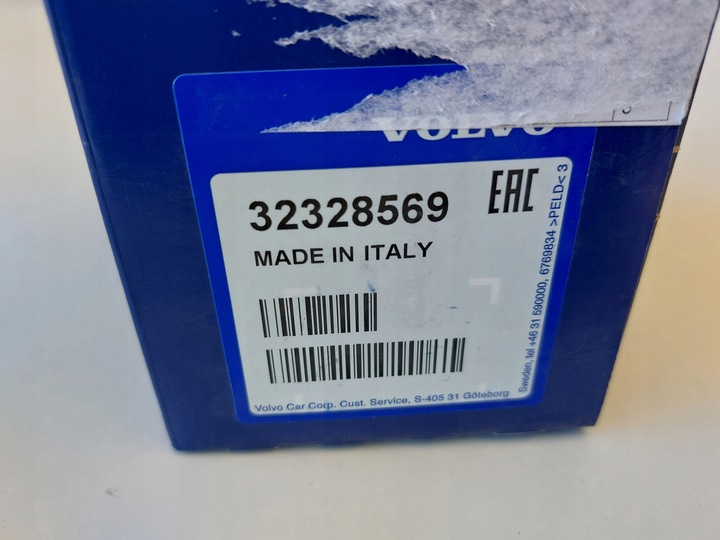 VOLVO
32328569
EAC
MADE IN ITALY
Volvo Car Corp. Cust. Service, S-405 31 Göteborg
Sweden, tel +46 31 590000, 6769834 >PELD< 3